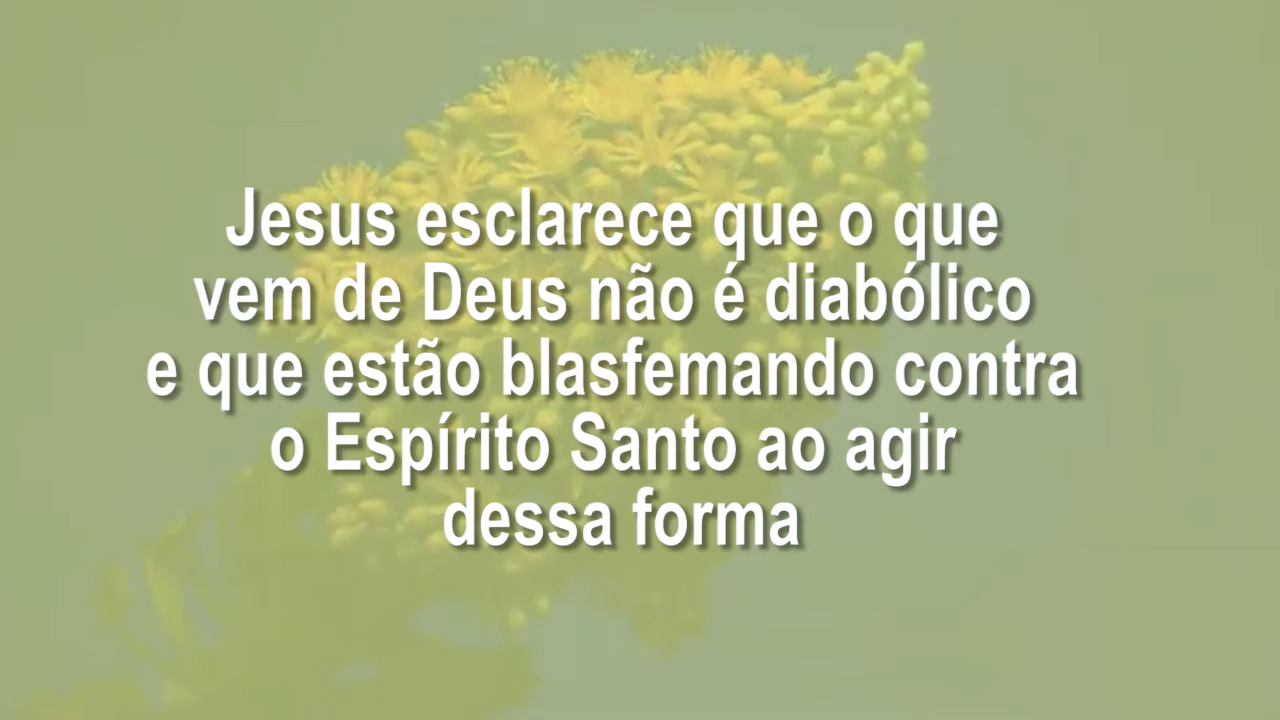 Jesus esclarece que o que
vem de Deus não é diabólico
e que estão blasfemando contra
o Espírito Santo ao agir
dessa forma